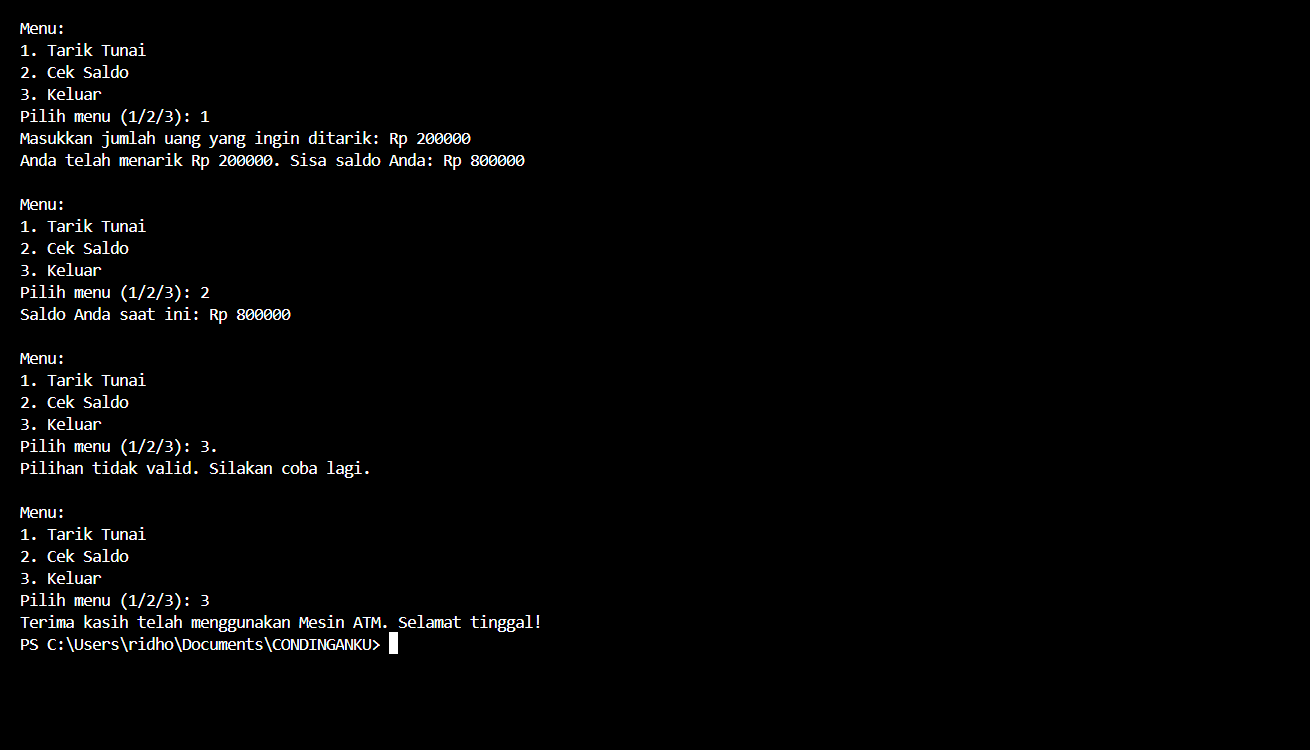 Menu:
1. Tarik Tunai
2. Cek Saldo
3. Keluar
Pilih menu (1/2/3): 1
Masukkan jumlah uang yang ingin ditarik: Rp 200000
Anda telah menarik Rp 200000. Sisa saldo Anda: Rp 800000
Menu:
1. Tarik Tunai
2. Cek Saldo
3. Keluar
Pilih menu (1/2/3): 2
Saldo Anda saat ini: Rp 800000
Menu:
1. Tarik Tunai
2. Cek Saldo
3. Keluar
Pilih menu (1/2/3): 3.
Pilihan tidak valid. Silakan coba lagi.
Menu:
1. Tarik Tunai
2. Cek Saldo
3. Keluar
Pilih menu (1/2/3): 3
Terima kasih telah menggunakan Mesin ATM. Selamat tinggal!
PS C:\Users\ridho\Documents\CONDINGANKU>